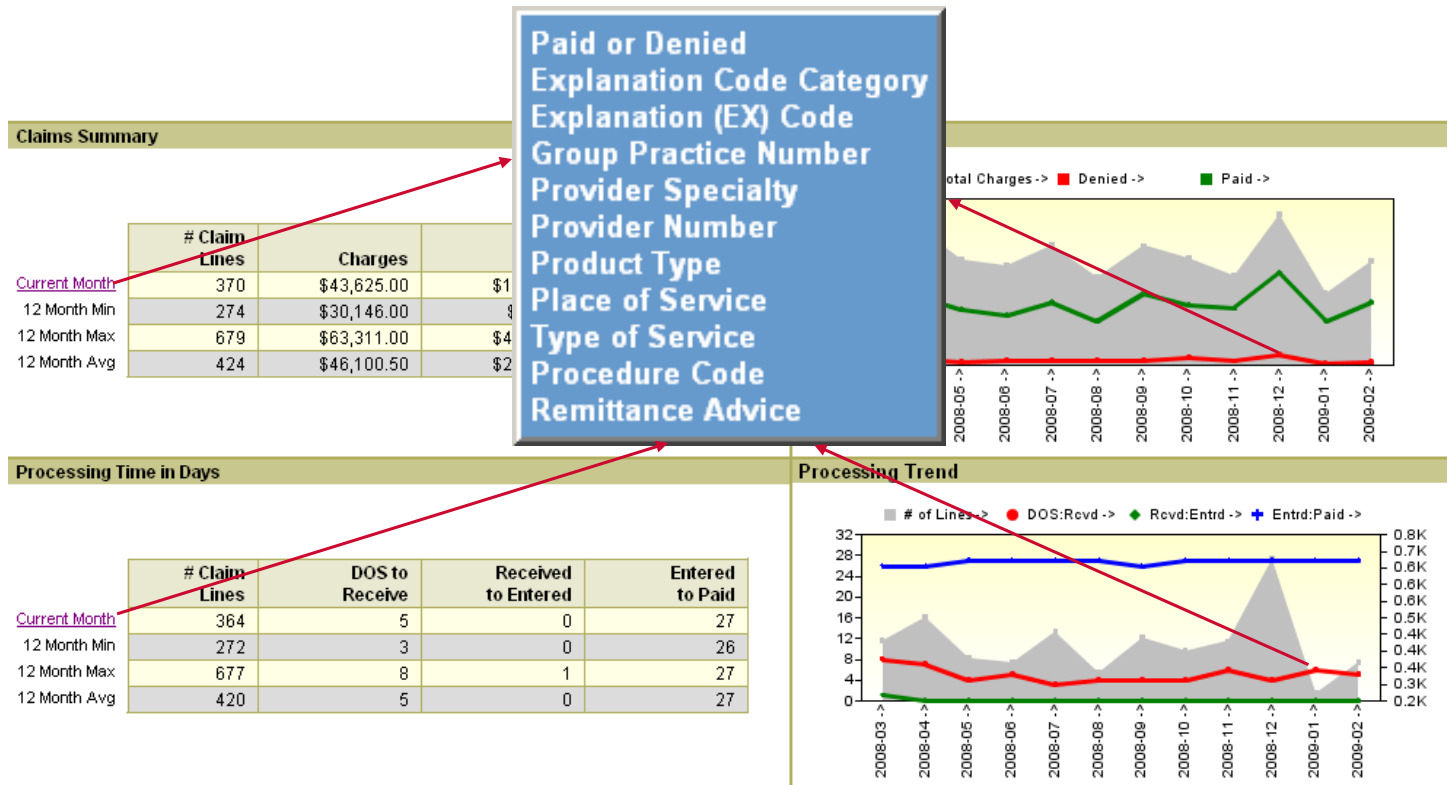 Paid or Denied
Explanation Code Category
Explanation (EX) Code
Group Practice Number
Provider Specialty
Provider Number
Product Type
Place of Service
Type of Service
Procedure Code
Remittance Advice
Claims Summary
# Claim Lines Charges
Current Month 370 $43,625.00 $1
12 Month Min 274 $30,146.00
12 Month Max 679 $63,311.00 $4
12 Month Avg 424 $46,100.50 $2
otal Charges-> Denied -> Paid ->
2008-05 -> 2008-06 -> 2008-07 -> 2008-08 -> 2008-09 -> 2008-10 -> 2008-11 -> 2008-12 -> 2009-01 -> 2009-02 ->
Processing Time in Days
# Claim DOS to Received Entered
Lines Receive to Entered to Paid
Current Month 364 5 0 27
12 Month Min 272 3 0 26
12 Month Max 677 8 1 27
12 Month Avg 420 5 0 27
Processing Trend
# of Lines-> DOS:Rcvd -> Rcvd:Entrd -> Entrd:Paid ->
32 0.8K
28 0.7K
24 0.6K
20 0.6K
16 0.6K
12 0.5K
8 0.4K
4 0.4K
0 0.4K
0.3K
0.2K
2008-03 -> 2008-04 -> 2008-05 -> 2008-06 -> 2008-07 -> 2008-08 -> 2008-09 -> 2008-10 -> 2008-11 -> 2008-12 -> 2009-01 -> 2009-02 ->